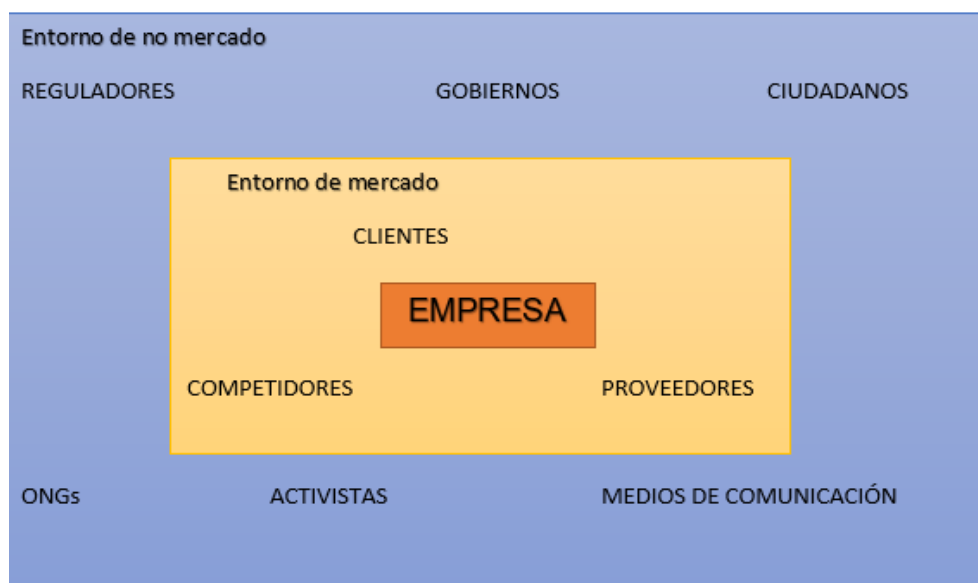 Entorno de no mercado
REGULADORES GOBIERNOS CIUDADANOS
Entorno de mercado
CLIENTES
EMPRESA
COMPETIDORES PROVEEDORES
ONGs ACTIVISTAS MEDIOS DE COMUNICACIÓN